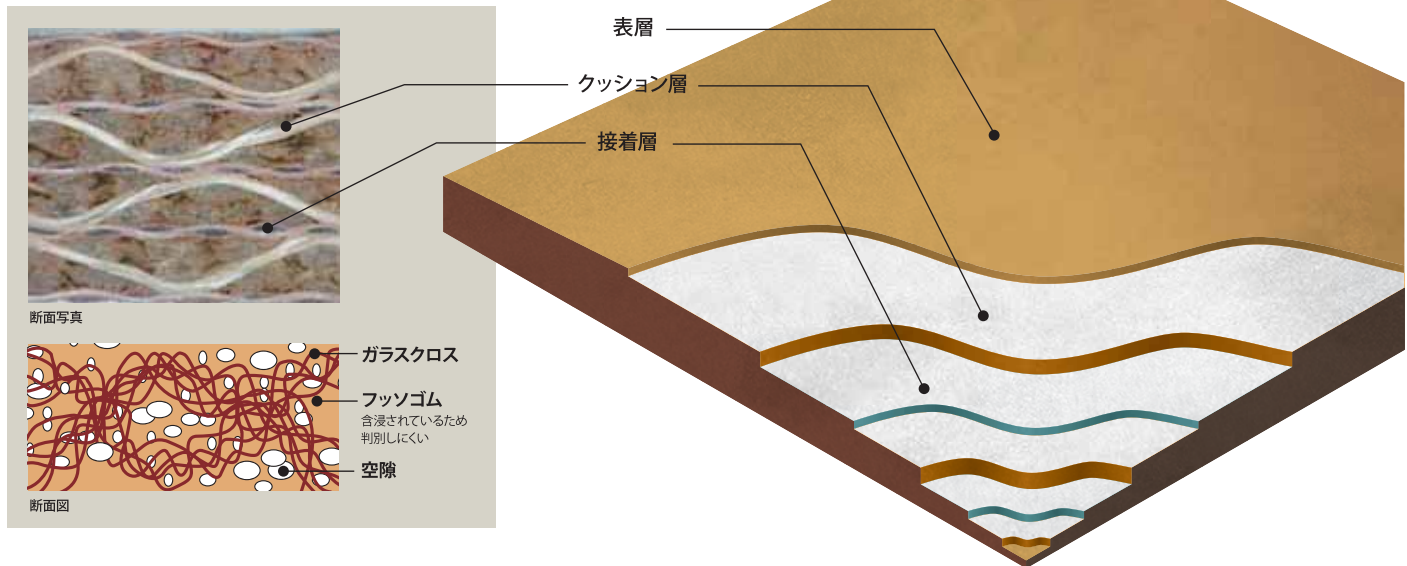 表層
クッション層
接着層
断面写真
ガラスクロス
フッソゴム
含浸されているため
判別しにくい
空隙
断面図